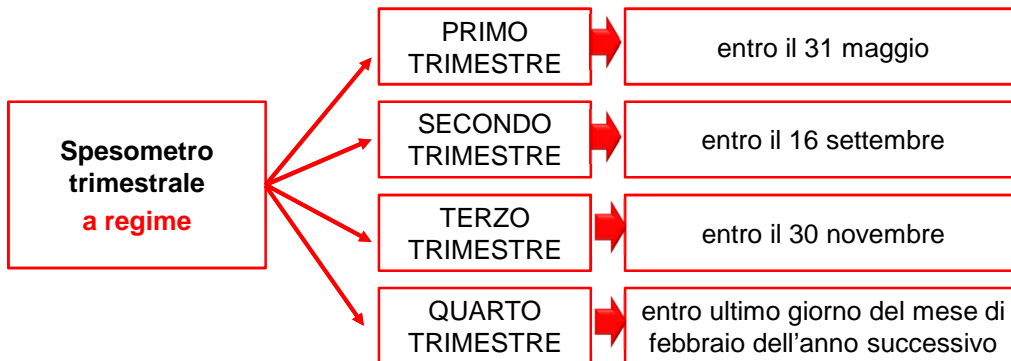 Spesometro
trimestrale
a regime
PRIMO
TRIMESTRE
entro il 31 maggio
SECONDO
TRIMESTRE
entro il 16 settembre
TERZO
TRIMESTRE
entro il 30 novembre
QUARTO
TRIMESTRE
entro ultimo giorno del mese di
febbraio dell’anno successivo